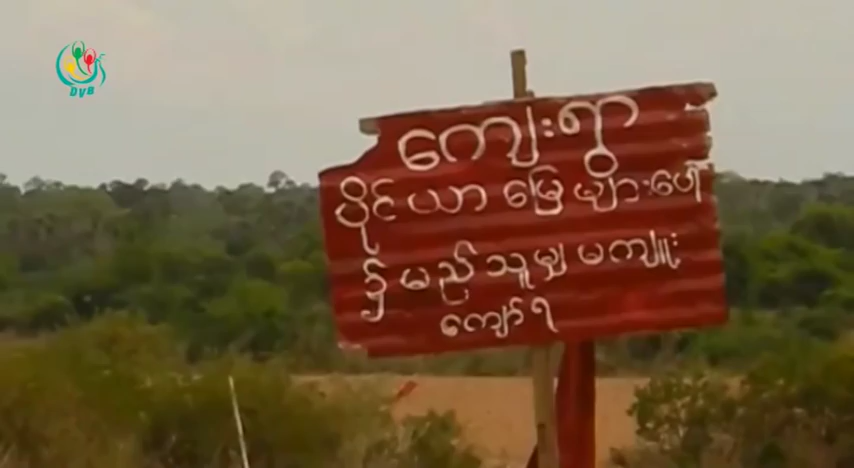 DVB
ကျေးရွာ
ပိုင်ယာ မြေ များပေါ်
၌ မည်သူမျှ မကျူး
ကျော်ရ